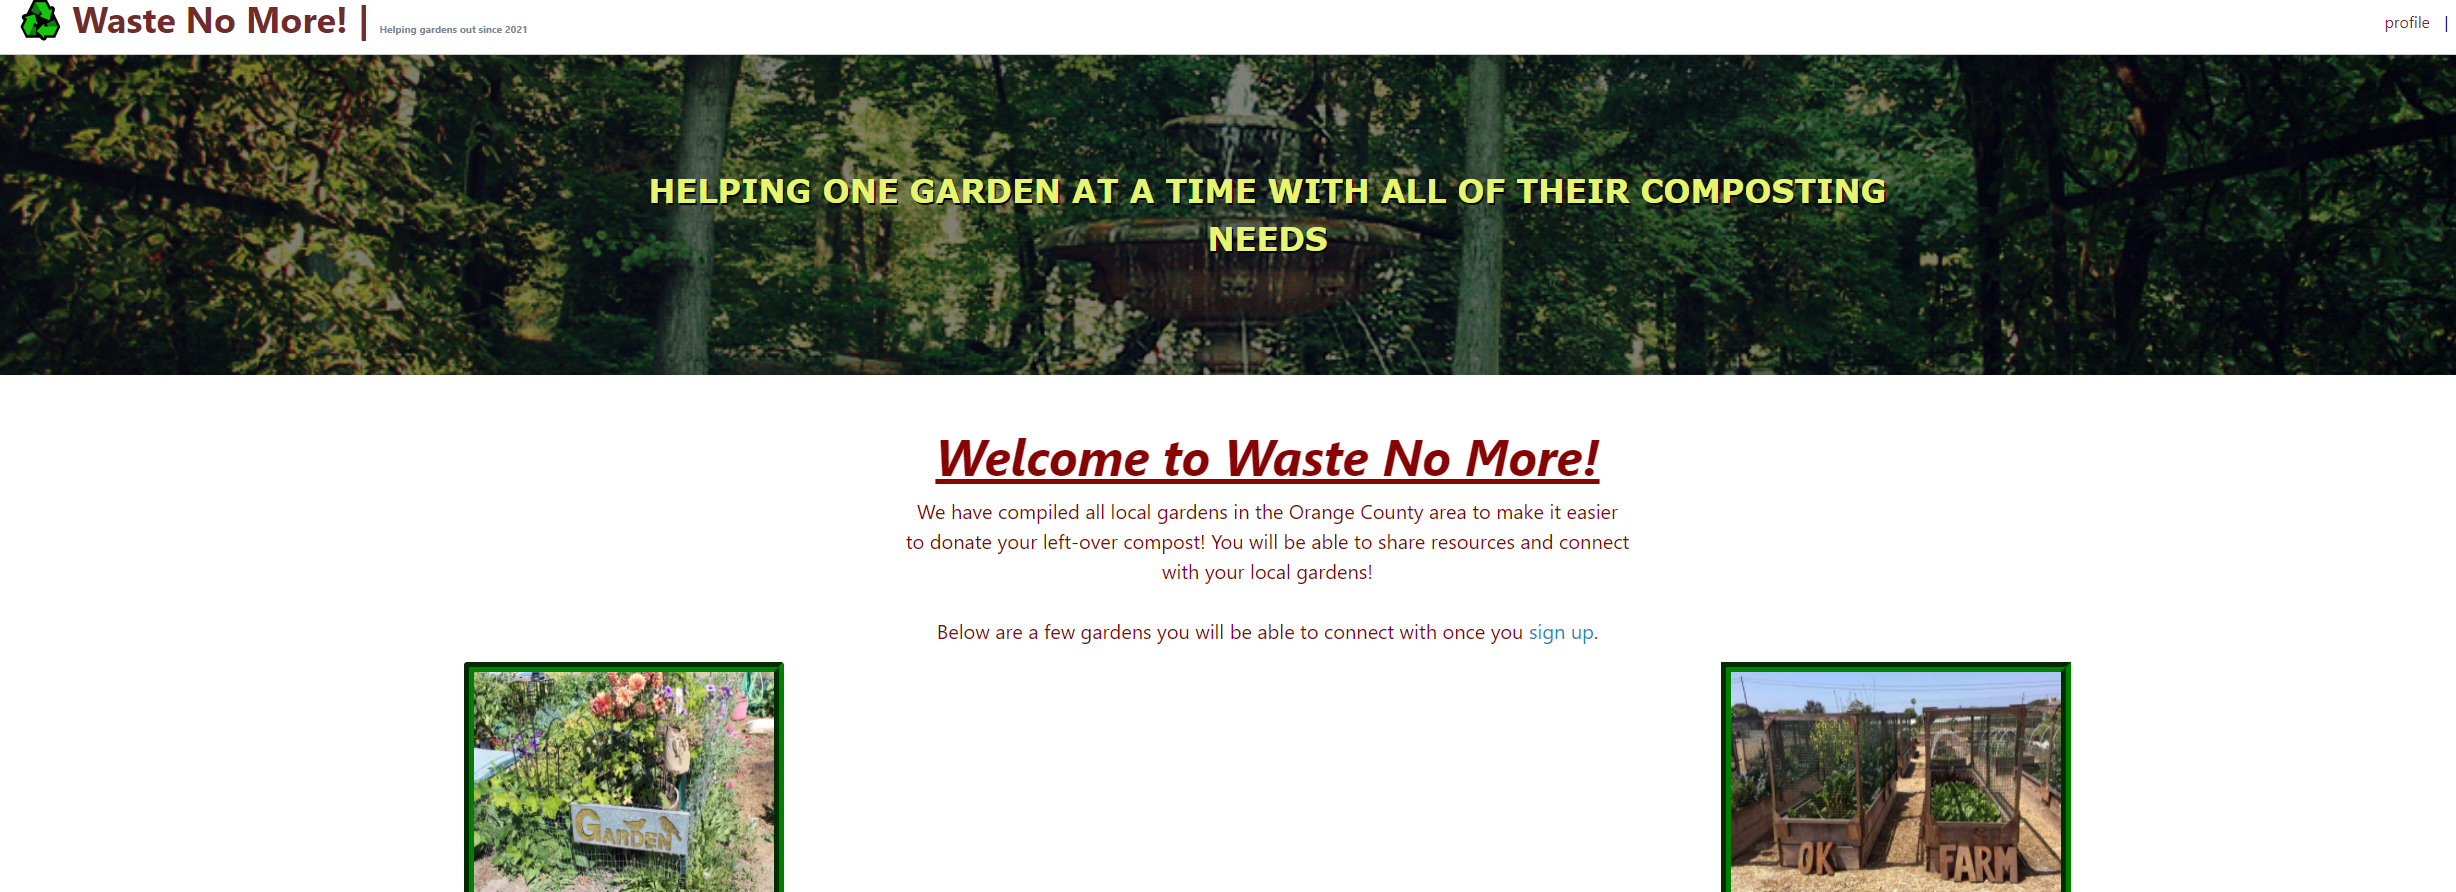 Waste No More! | Helping gardens out since 2021
profile |
HELPING ONE GARDEN AT A TIME WITH ALL OF THEIR COMPOSTING
NEEDS
Welcome to Waste No More!
We have compiled all local gardens in the Orange County area to make it easier
to donate your left-over compost! You will be able to share resources and connect
with your local gardens!
Below are a few gardens you will be able to connect with once you sign up.
GARDEN
OK FARM